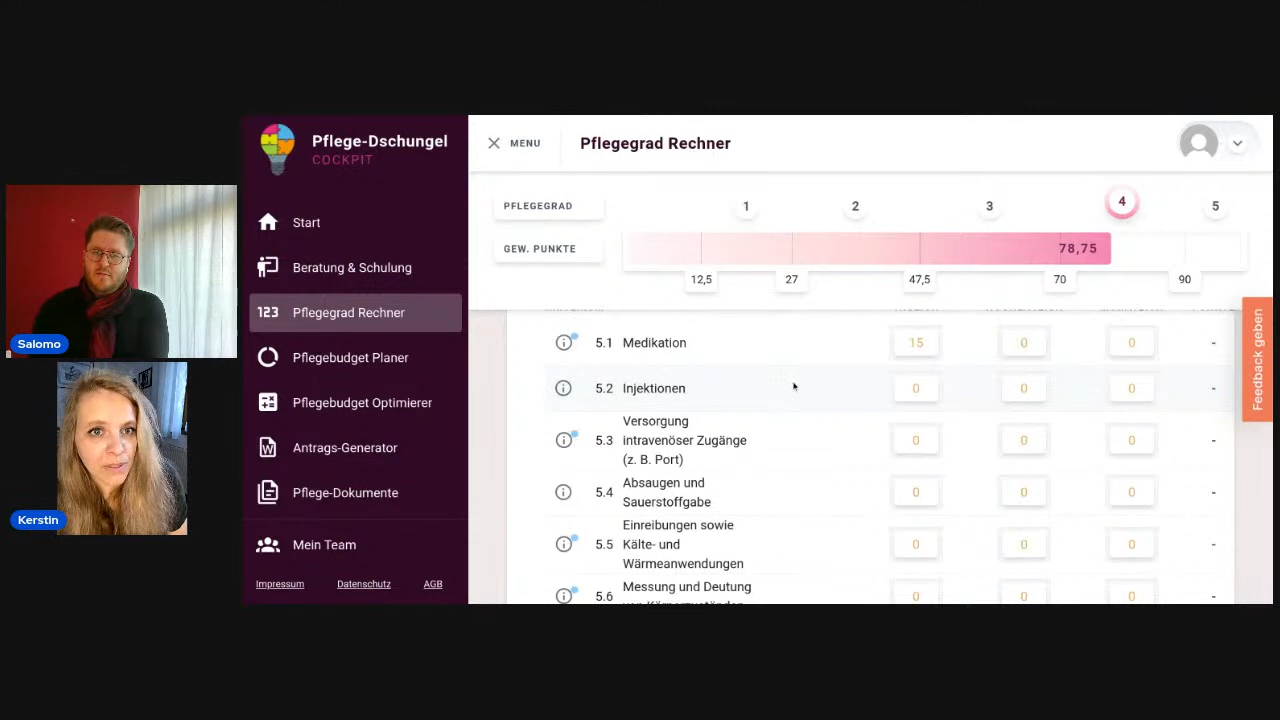 Salomo
Kerstin
Pflege-Dschungel
COCKPIT
Start
Beratung & Schulung
123 Pflegegrad Rechner
Pflegebudget Planer
Pflegebudget Optimierer
Antrags-Generator
Pflege-Dokumente
Mein Team
Impressum Datenschutz AGB
MENU Pflegegrad Rechner
PFLEGEGRAD 1 2 3 4 5
GEW. PUNKTE 78,75
12,5 27 47,5 70 90
5.1 Medikation 15 0 0 -
5.2 Injektionen 0 0 0 -
5.3 Versorgung
intravenöser Zugänge
(z. B. Port) 0 0 0 -
5.4 Absaugen und
Sauerstoffgabe 0 0 0 -
5.5 Einreibungen sowie
Kälte- und
Wärmeanwendungen 0 0 0 -
5.6 Messung und Deutung
0 0 0 -
Feedback geben